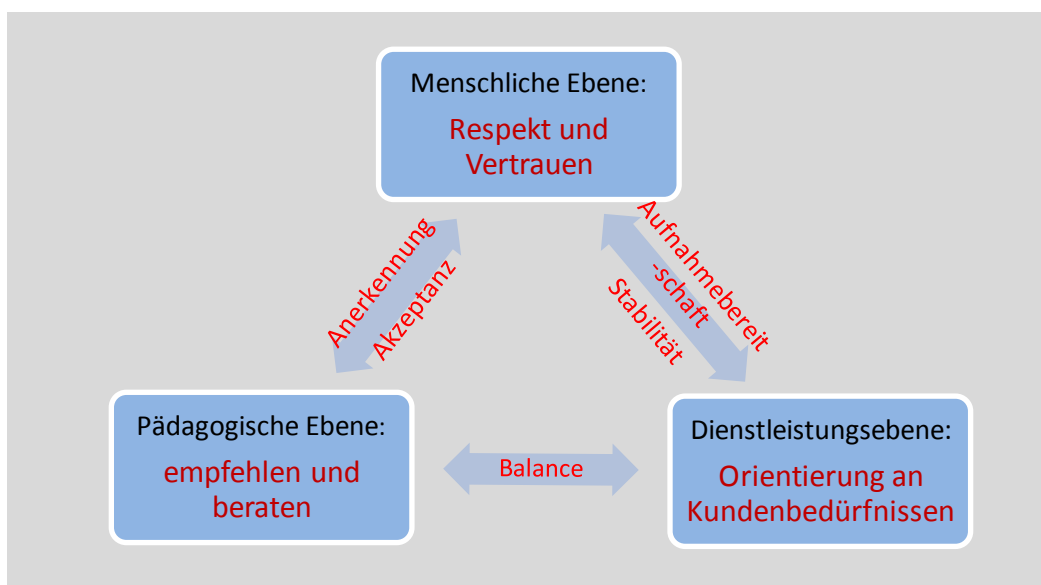 Menschliche Ebene:
Respekt und
Vertrauen
Anerkennung
Akzeptanz
Aufnahmebereit
-schaft
Stabilität
Pädagogische Ebene:
empfehlen und
beraten
Balance
Dienstleistungsebene:
Orientierung an
Kundenbedürfnissen